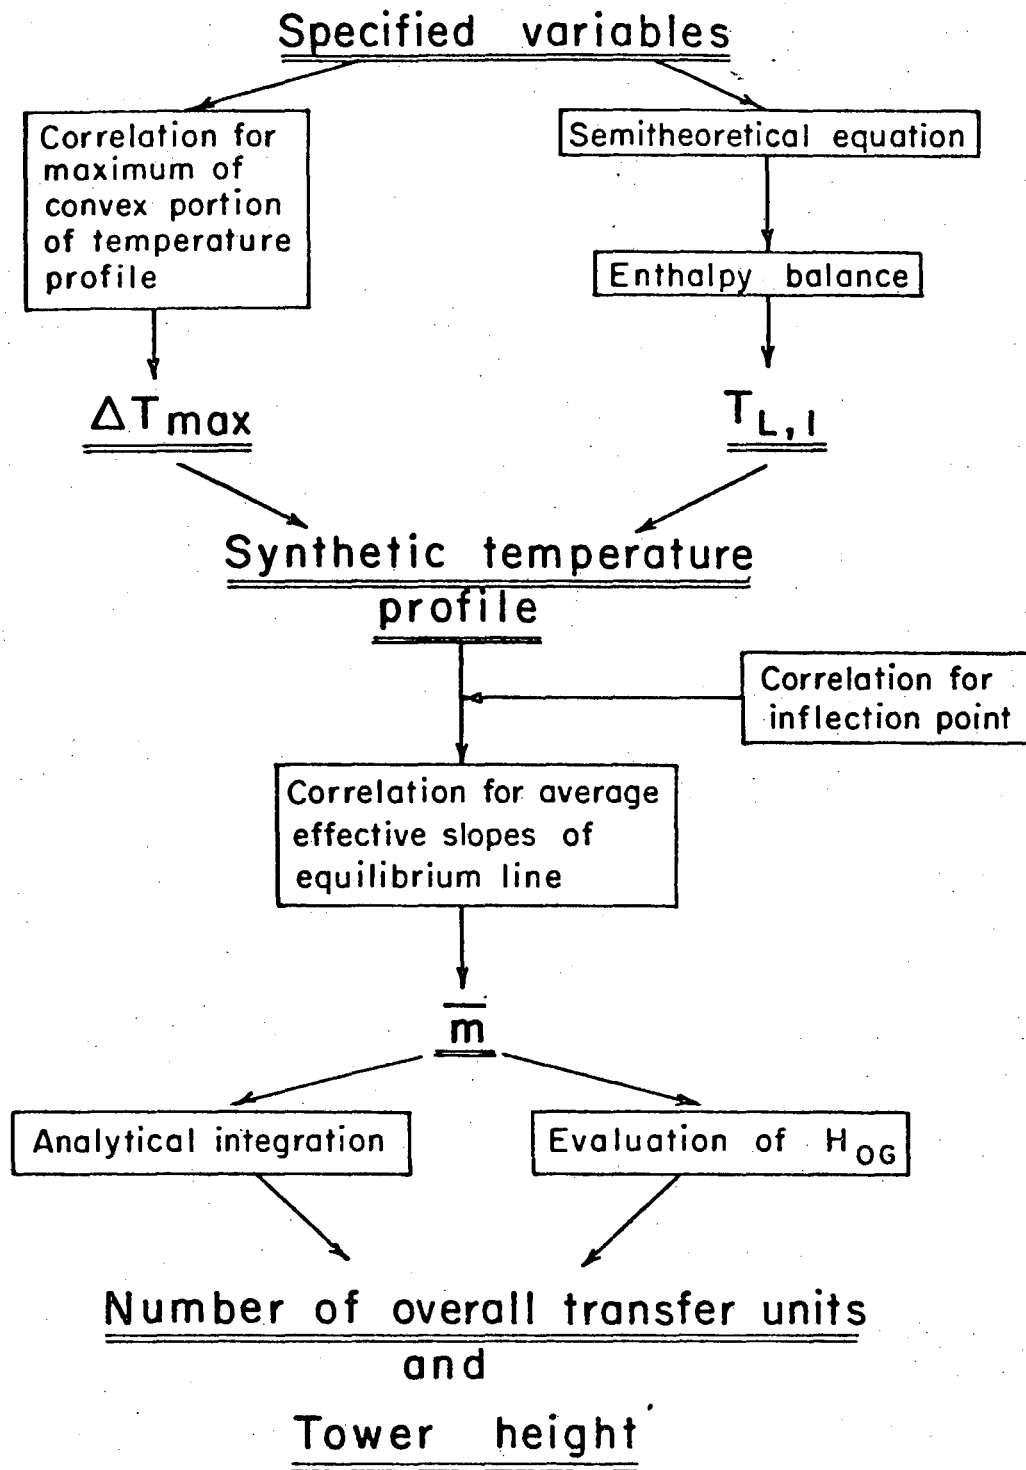 Specified variables
Correlation for
maximum of
convex portion
of temperature
profile
Semitheoretical equation
Enthalpy balance
ΔTmax
TL,1
Synthetic temperature
profile
Correlation for
inflection point
Correlation for average
effective slopes of
equilibrium line
m̅
Analytical integration
Evaluation of HOG
Number of overall transfer units
and
Tower height